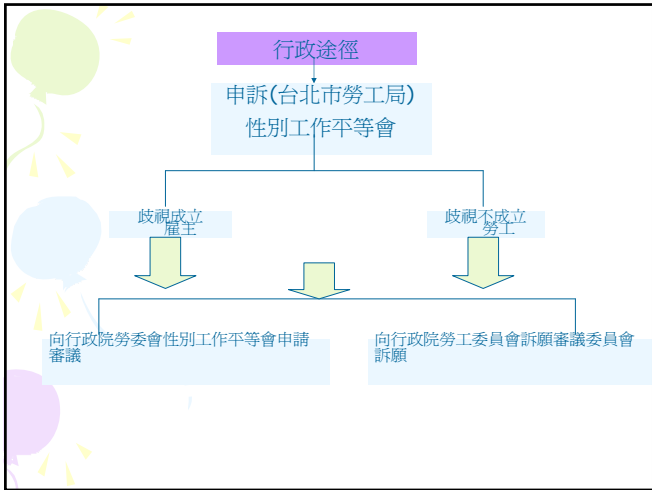 行政途徑
申訴(台北市勞工局)
性別工作平等會
歧視成立
雇主
歧視不成立
勞工
向行政院勞委會性別工作平等會申請
審議
向行政院勞工委員會訴願審議委員會
訴願